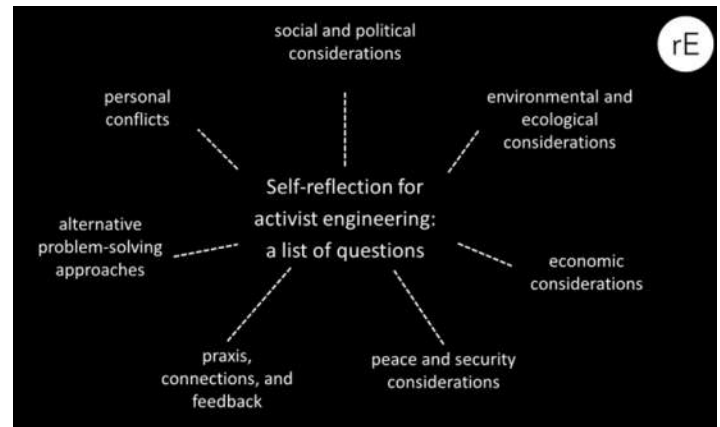 social and political
considerations
rE
personal
conflicts
environmental and
ecological
considerations
Self-reflection for
activist engineering:
a list of questions
alternative
problem-solving
approaches
economic
considerations
praxis,
connections, and
feedback
peace and security
considerations